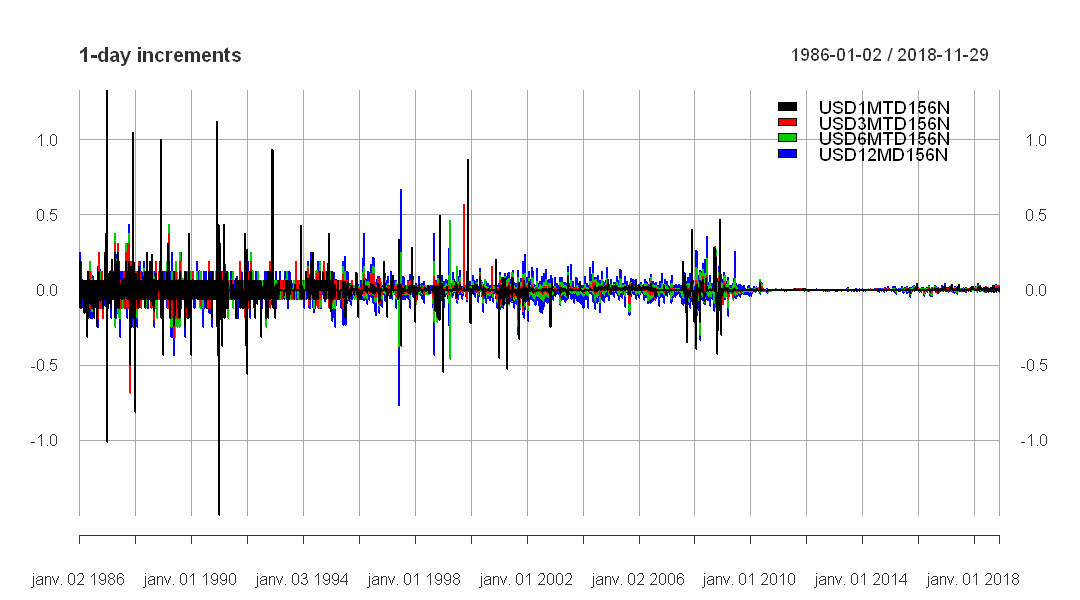 1-day increments 1986-01-02 / 2018-11-29
USD1MTD156N
USD3MTD156N
USD6MTD156N
USD12MD156N
1.0 1.0
0.5 0.5
0.0 0.0
-0.5 -0.5
-1.0 -1.0
janv. 02 1986 janv. 01 1990 janv. 03 1994 janv. 01 1998 janv. 01 2002 janv. 02 2006 janv. 01 2010 janv. 01 2014 janv. 01 2018